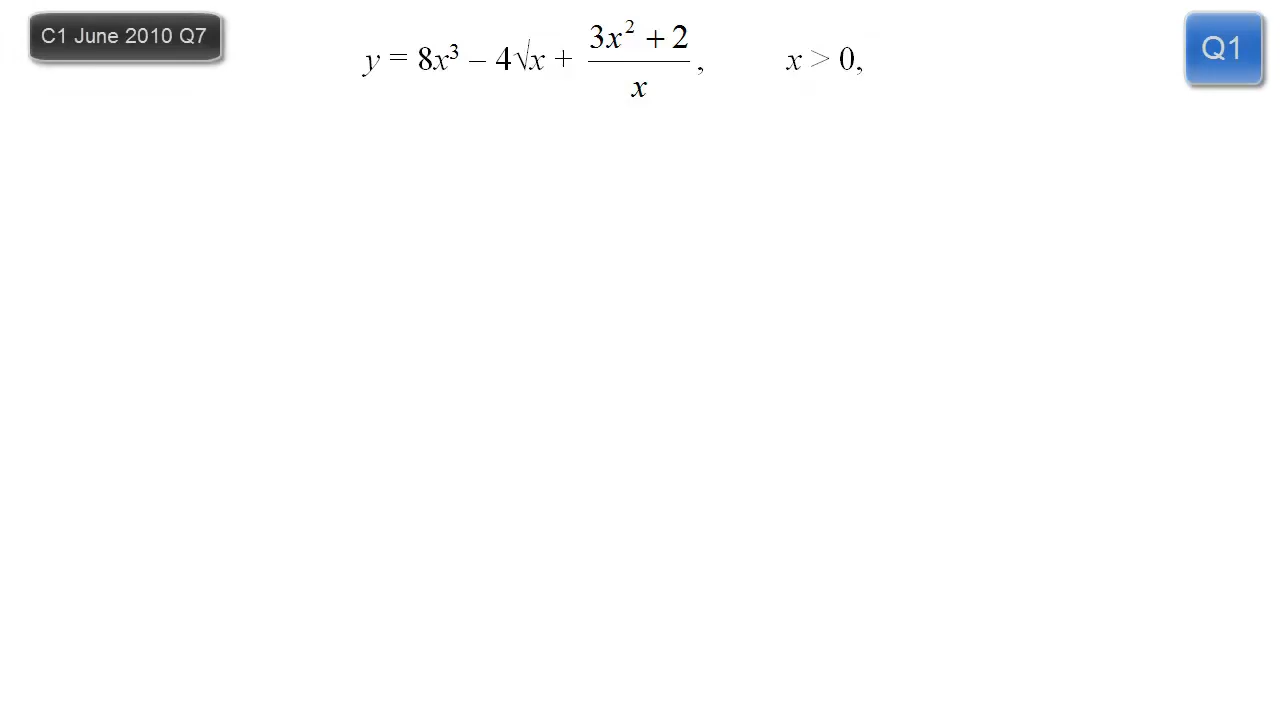 C1 June 2010 Q7
y = 8x³ – 4√x + (3x² + 2)/x, x > 0,
Q1